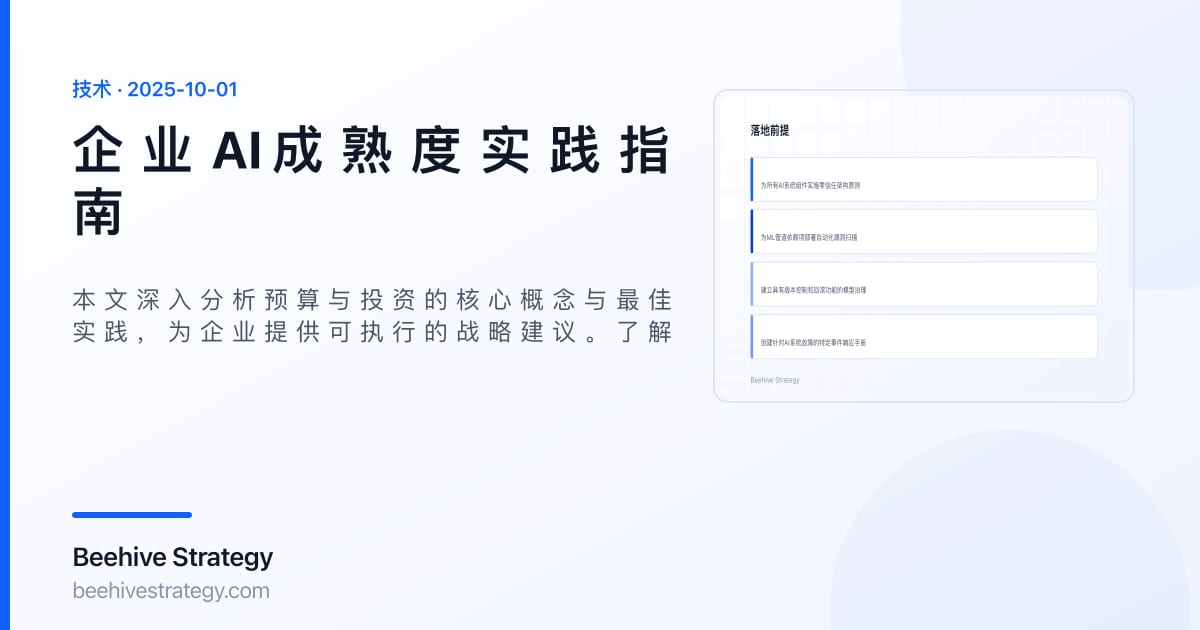 技术 · 2025-10-01
企业AI成熟度实践指
南
本文深入分析预算与投资的核心概念与最佳
实践，为企业提供可执行的战略建议。了解
Beehive Strategy
beehivestrategy.com
落地前提
为所有AI系统组件实施零信任架构原则
为ML管道依赖项部署自动化漏洞扫描
建立具有版本控制和回滚功能的模型治理
创建针对AI系统故障的特定事件响应手册
Beehive Strategy